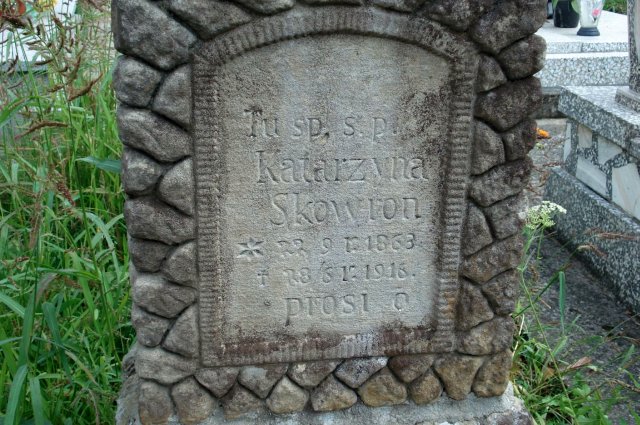 Tu sp. s. p.
Katarzyna
Skowron
* 22 9 r. 1863
† 28 6 r. 1916.
prosi o